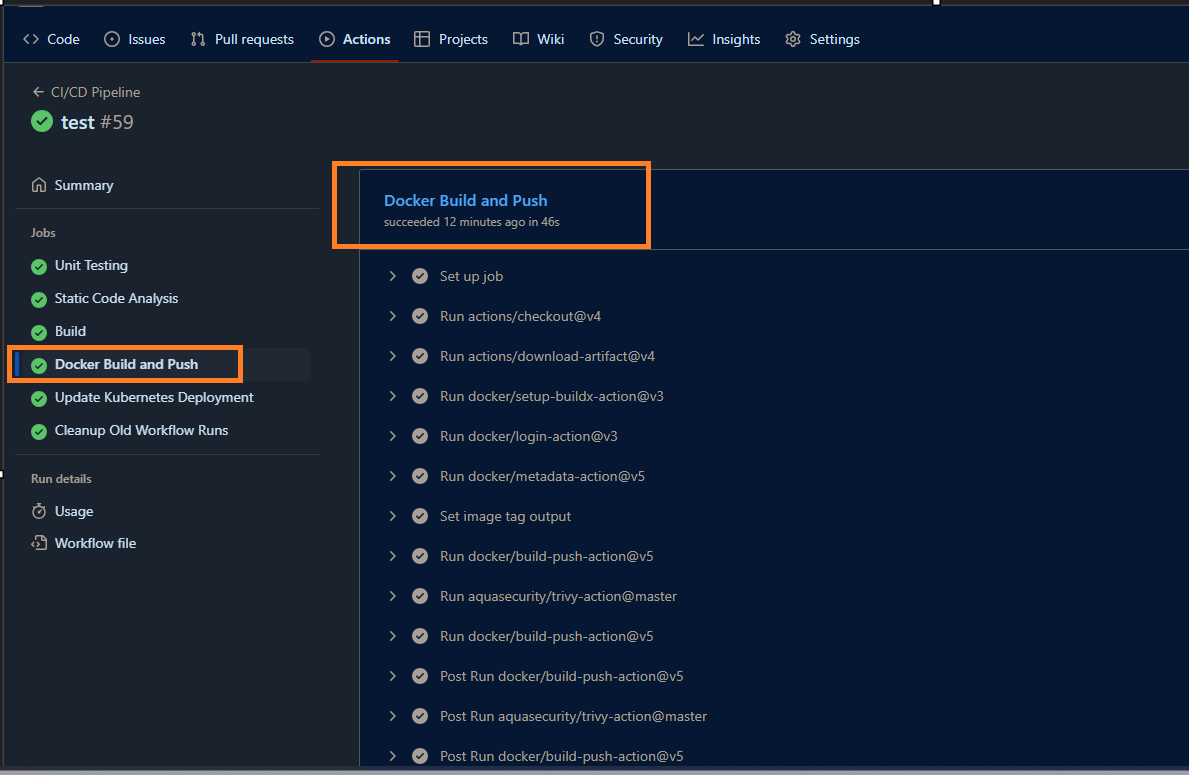 Code Issues Pull requests Actions Projects Wiki Security Insights Settings
CI/CD Pipeline
test #59
Summary
Jobs
Unit Testing
Static Code Analysis
Build
Docker Build and Push
Update Kubernetes Deployment
Cleanup Old Workflow Runs
Run details
Usage
Workflow file
Docker Build and Push
succeeded 12 minutes ago in 46s
Set up job
Run actions/checkout@v4
Run actions/download-artifact@v4
Run docker/setup-buildx-action@v3
Run docker/login-action@v3
Run docker/metadata-action@v5
Set image tag output
Run docker/build-push-action@v5
Run aquasecurity/trivy-action@master
Run docker/build-push-action@v5
Post Run docker/build-push-action@v5
Post Run aquasecurity/trivy-action@master
Post Run docker/build-push-action@v5